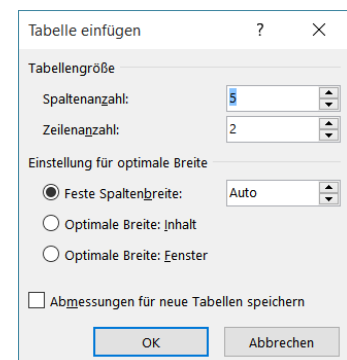 Tabelle einfügen ?
Tabellengröße
Spaltenanzahl: 5
Zeilenanzahl: 2
Einstellung für optimale Breite
Feste Spaltenbreite: Auto
Optimale Breite: Inhalt
Optimale Breite: Fenster
Abmessungen für neue Tabellen speichern
OK Abbrechen